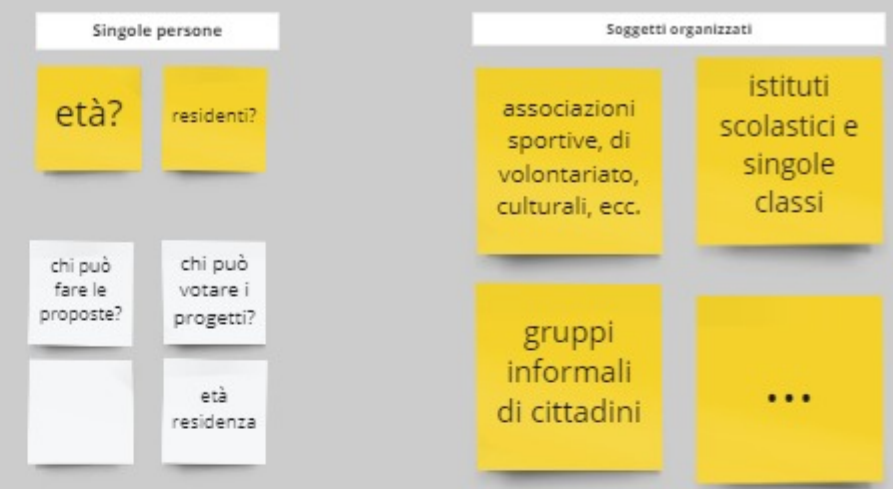 Singole persone
età?
residenti?
chi può
fare le
proposte?
chi può
votare i
progetti?
età
residenza
Soggetti organizzati
associazioni
sportive, di
volontariato,
culturali, ecc.
istituti
scolastici e
singole
classi
gruppi
informali
di cittadini
...